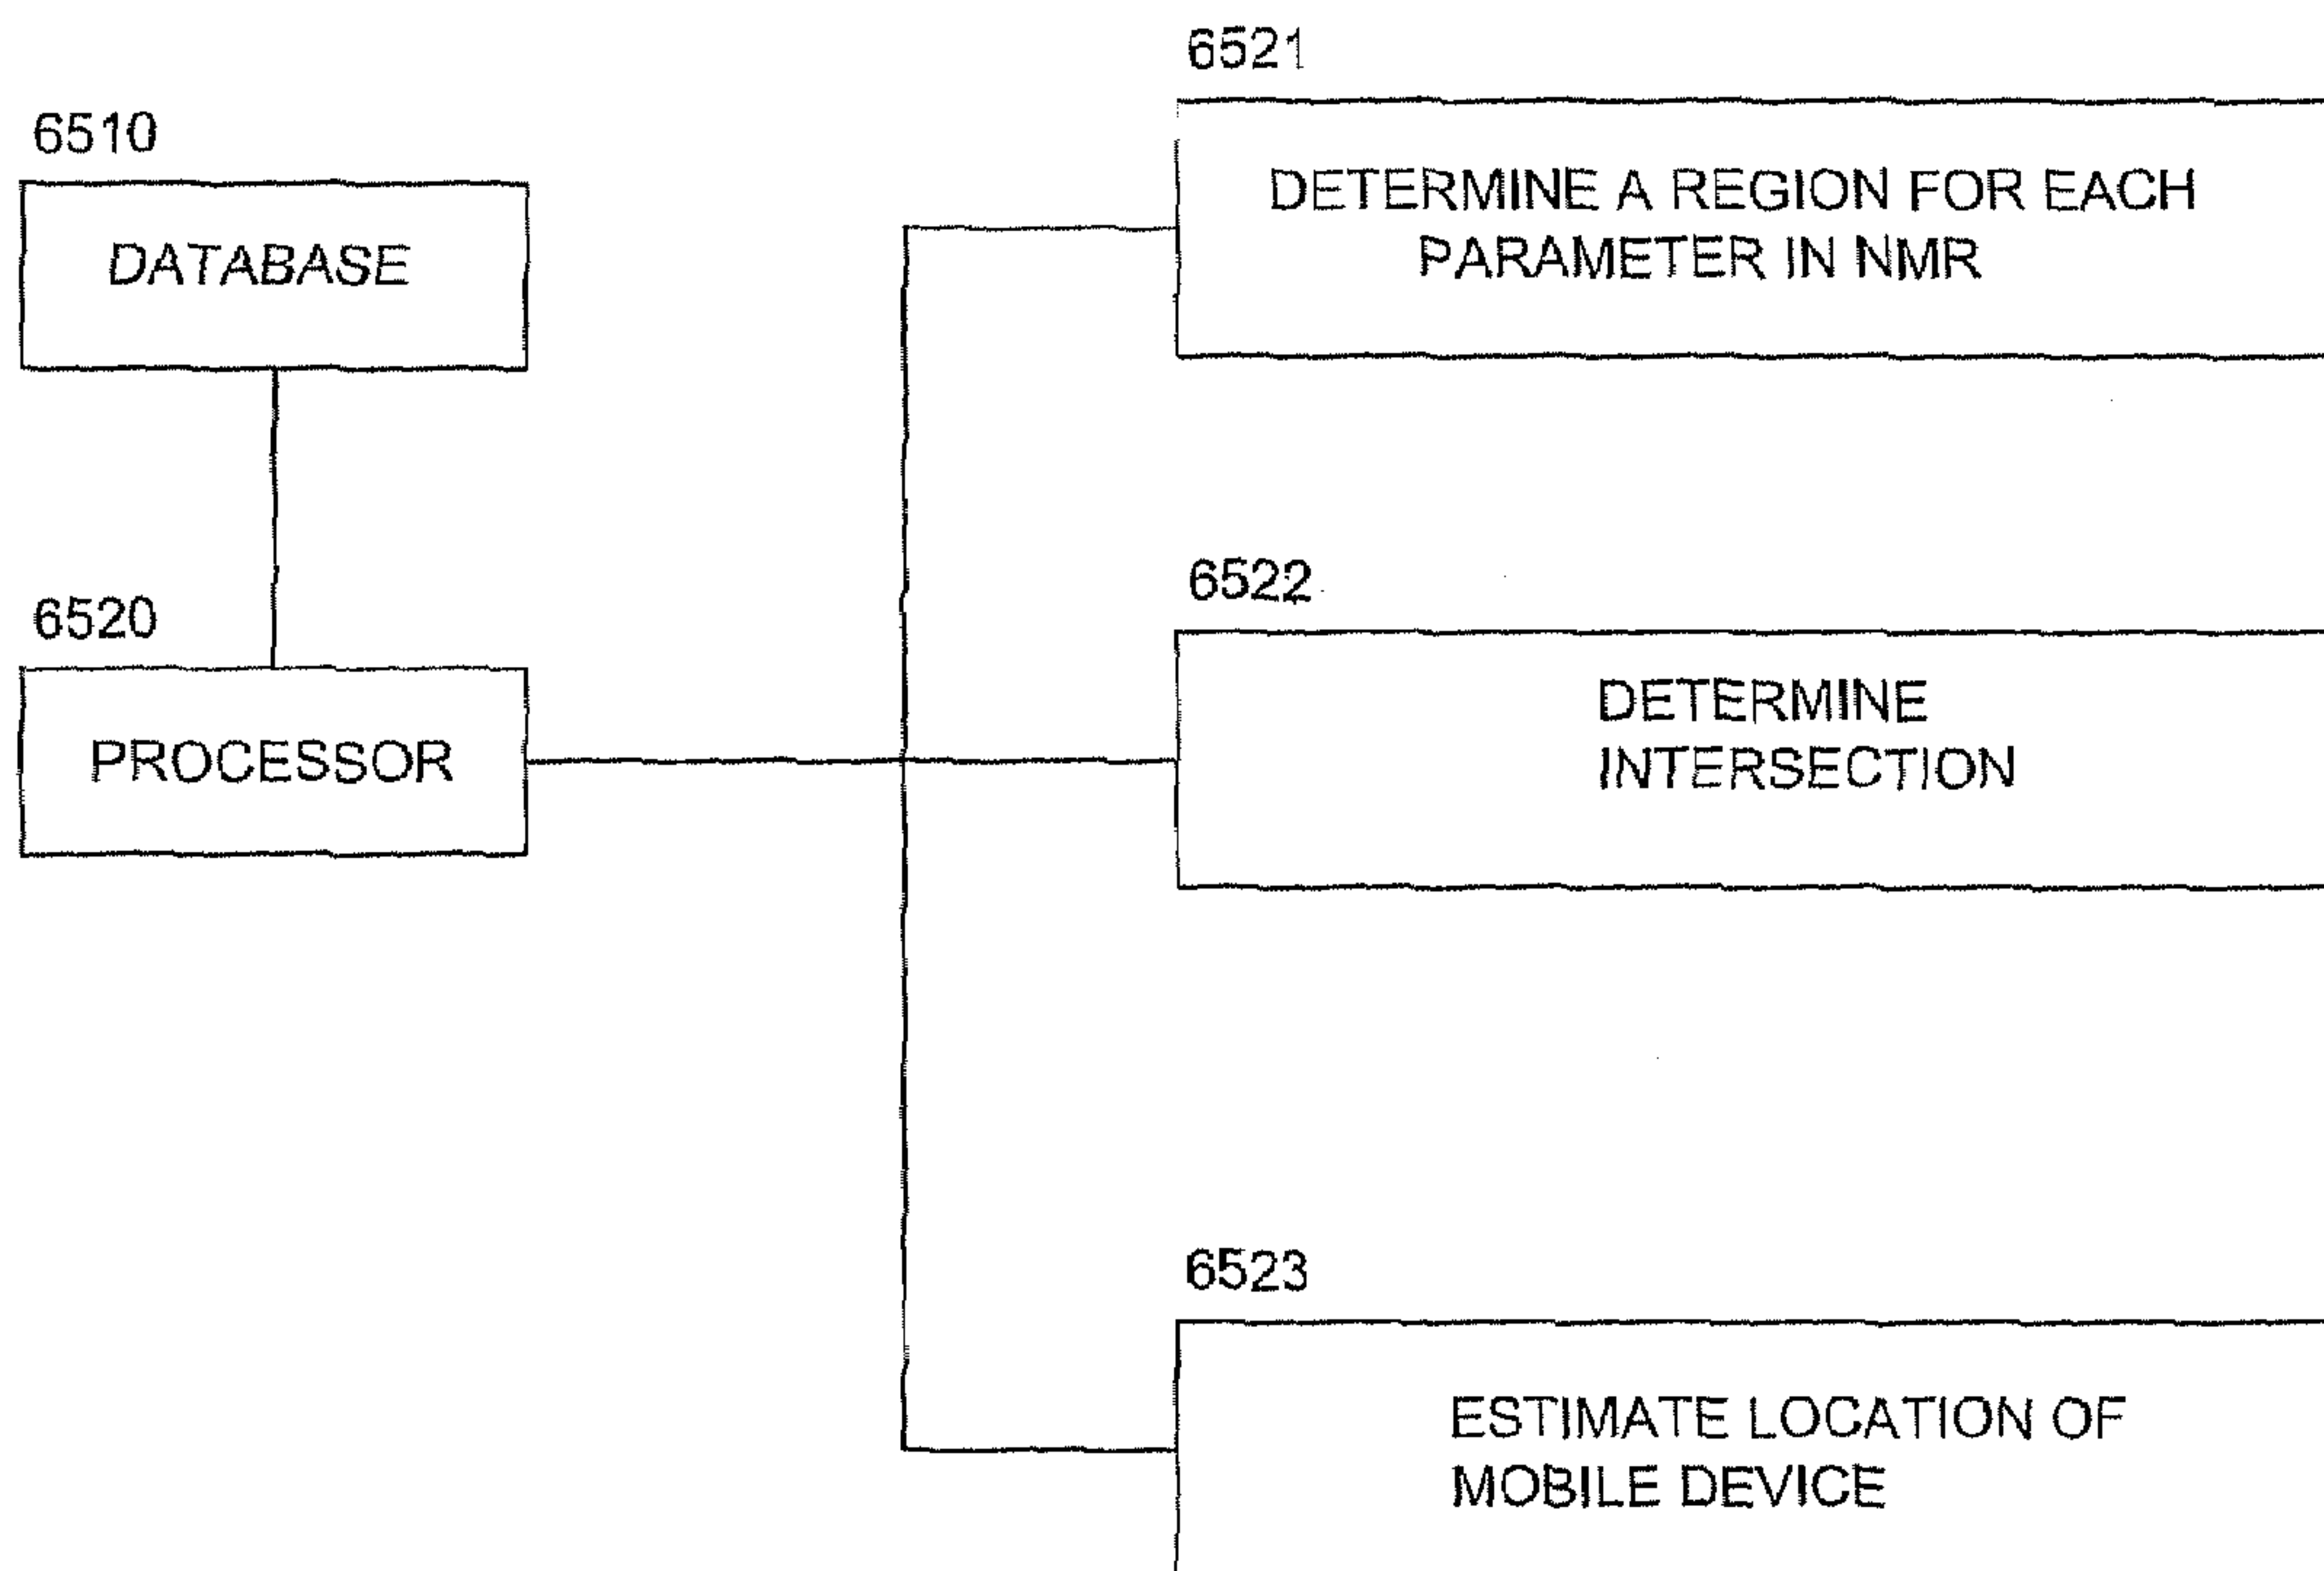 6510
DATABASE
6520
PROCESSOR
6521
DETERMINE A REGION FOR EACH
PARAMETER IN NMR
6522
DETERMINE
INTERSECTION
6523
ESTIMATE LOCATION OF
MOBILE DEVICE